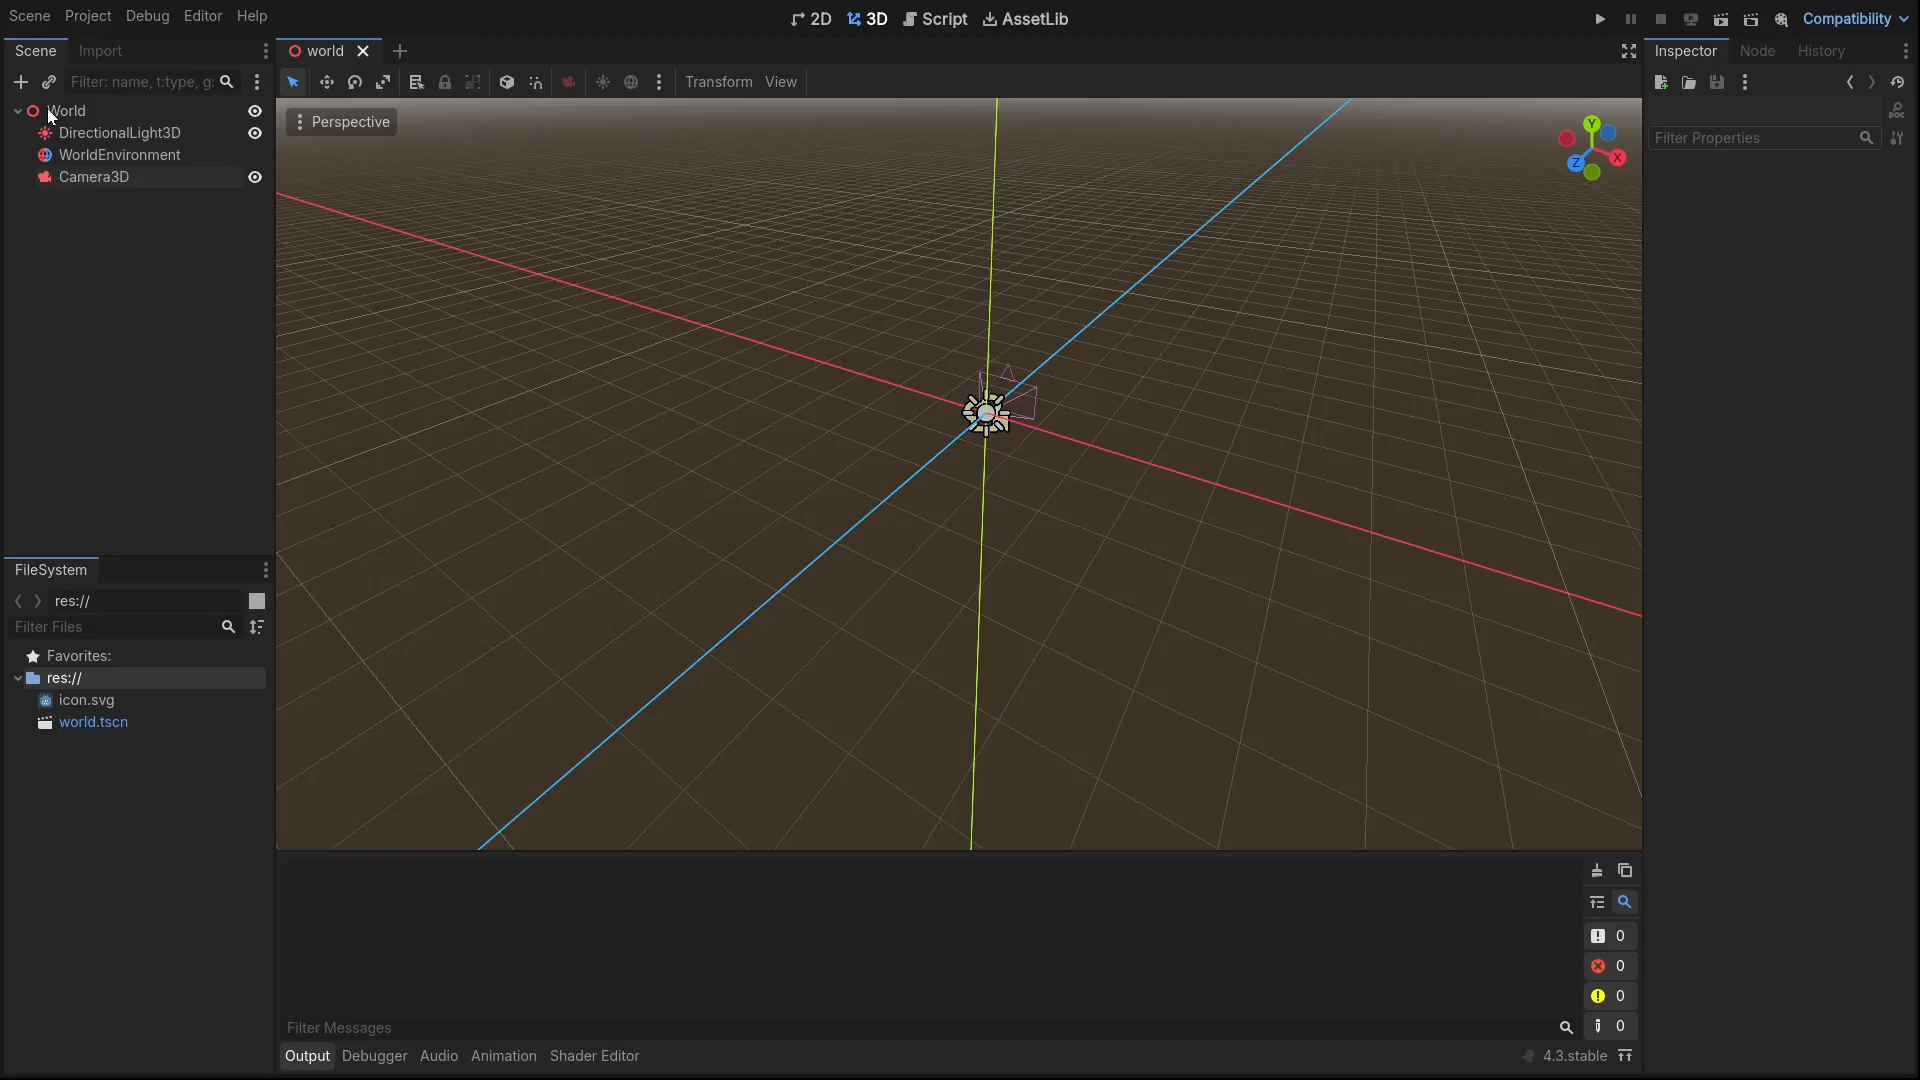 Scene Project Debug Editor Help
2D 3D Script AssetLib
Compatibility
Scene Import
Filter: name, t:type, g:
World
DirectionalLight3D
WorldEnvironment
Camera3D
world
Transform View
Perspective
Y
X
Z
Inspector Node History
DOC
Filter Properties
FileSystem
res://
Filter Files
Favorites:
res://
icon.svg
world.tscn
0
0
0
0
Filter Messages
Output Debugger Audio Animation Shader Editor
4.3.stable